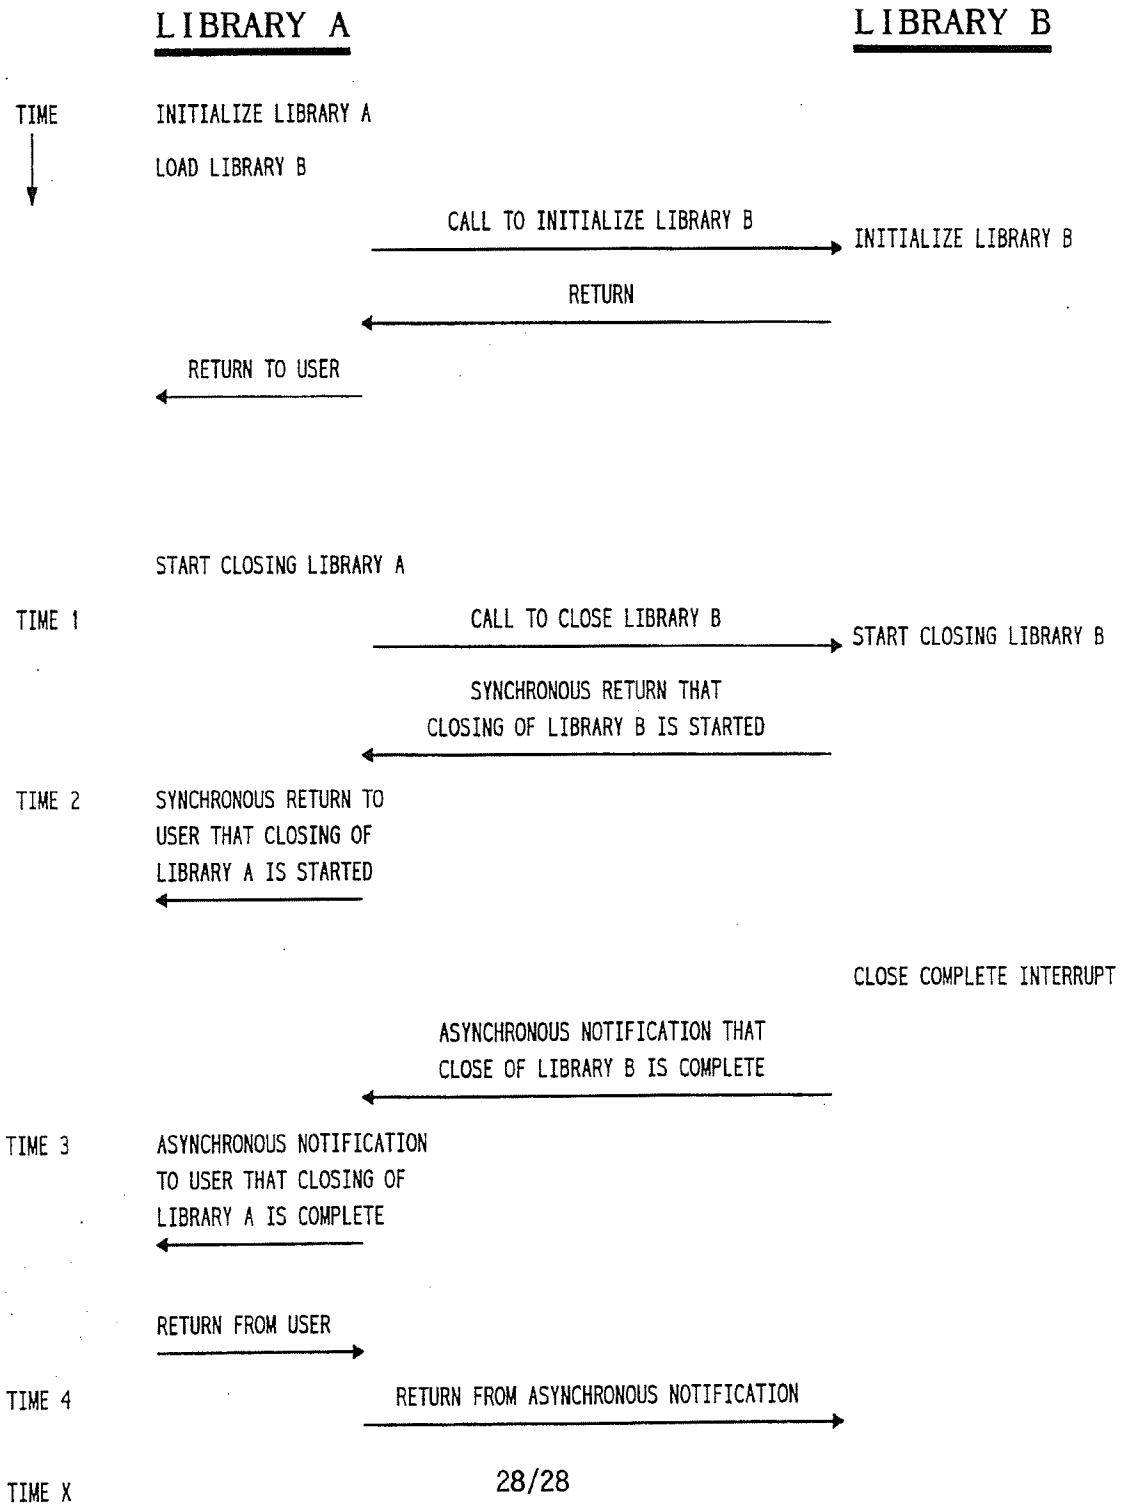 LIBRARY A
LIBRARY B
TIME
INITIALIZE LIBRARY A
LOAD LIBRARY B
CALL TO INITIALIZE LIBRARY B
INITIALIZE LIBRARY B
RETURN
RETURN TO USER
START CLOSING LIBRARY A
TIME 1
CALL TO CLOSE LIBRARY B
START CLOSING LIBRARY B
SYNCHRONOUS RETURN THAT
CLOSING OF LIBRARY B IS STARTED
TIME 2
SYNCHRONOUS RETURN TO
USER THAT CLOSING OF
LIBRARY A IS STARTED
CLOSE COMPLETE INTERRUPT
ASYNCHRONOUS NOTIFICATION THAT
CLOSE OF LIBRARY B IS COMPLETE
TIME 3
ASYNCHRONOUS NOTIFICATION
TO USER THAT CLOSING OF
LIBRARY A IS COMPLETE
RETURN FROM USER
TIME 4
RETURN FROM ASYNCHRONOUS NOTIFICATION
28/28
TIME X